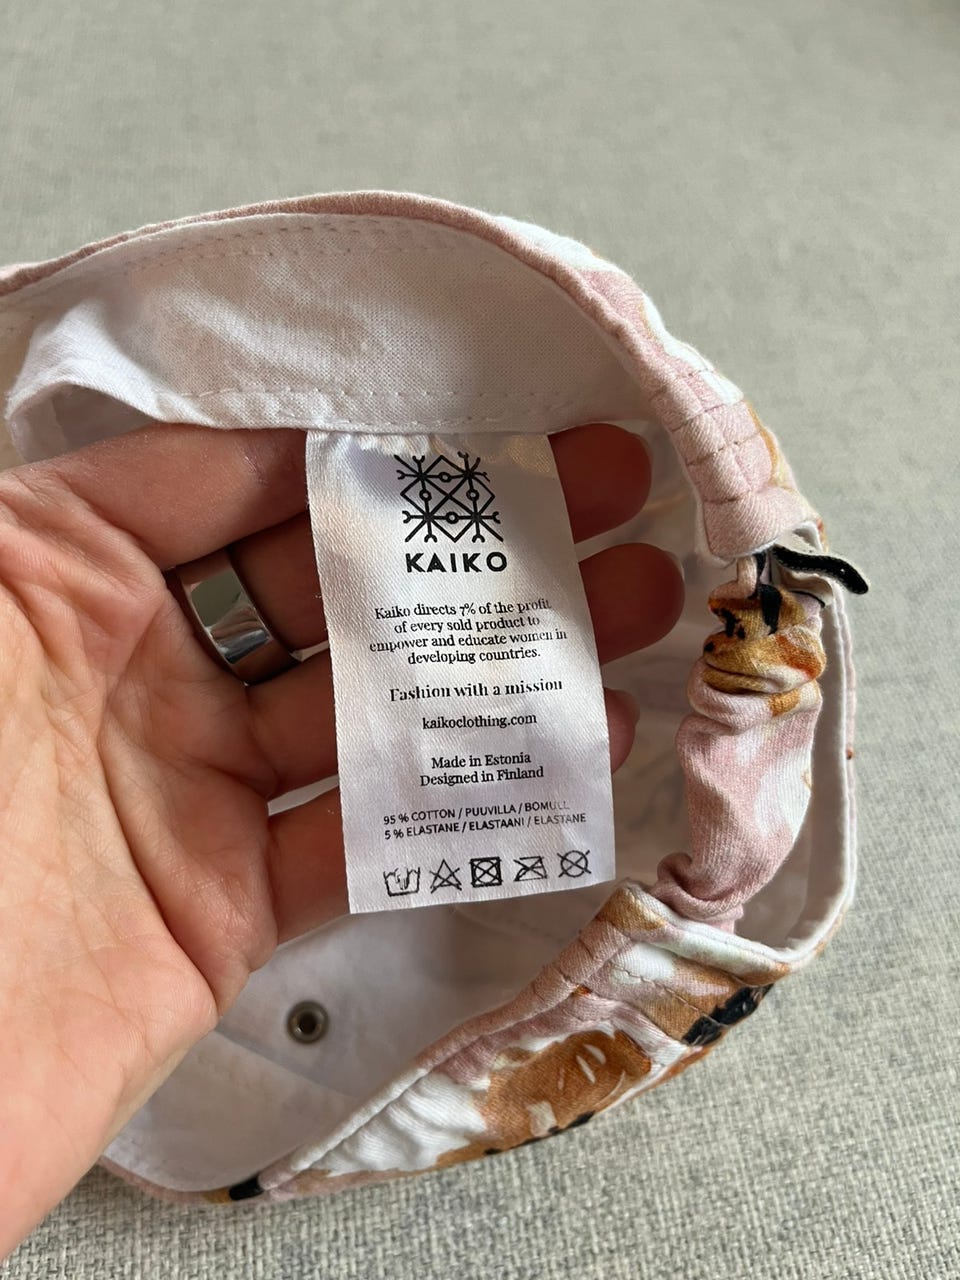 KAIKO
Kaiko directs 7% of the profit
of every sold product to
empower and educate women in
developing countries.
Fashion with a mission
kaikoclothing.com
Made in Estonia
Designed in Finland
95 % COTTON / PUUVILLA / BOMULL
5 % ELASTANE / ELASTAANI / ELASTANE